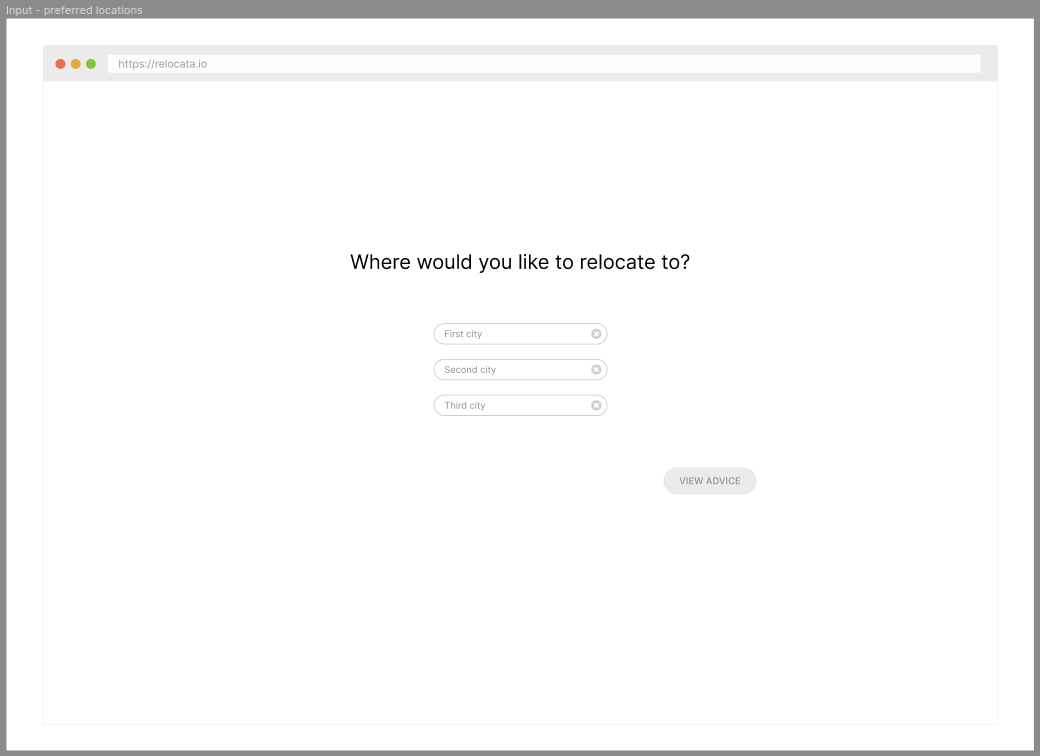 Input - preferred locations
https://relocata.io
Where would you like to relocate to?
First city
Second city
Third city
VIEW ADVICE